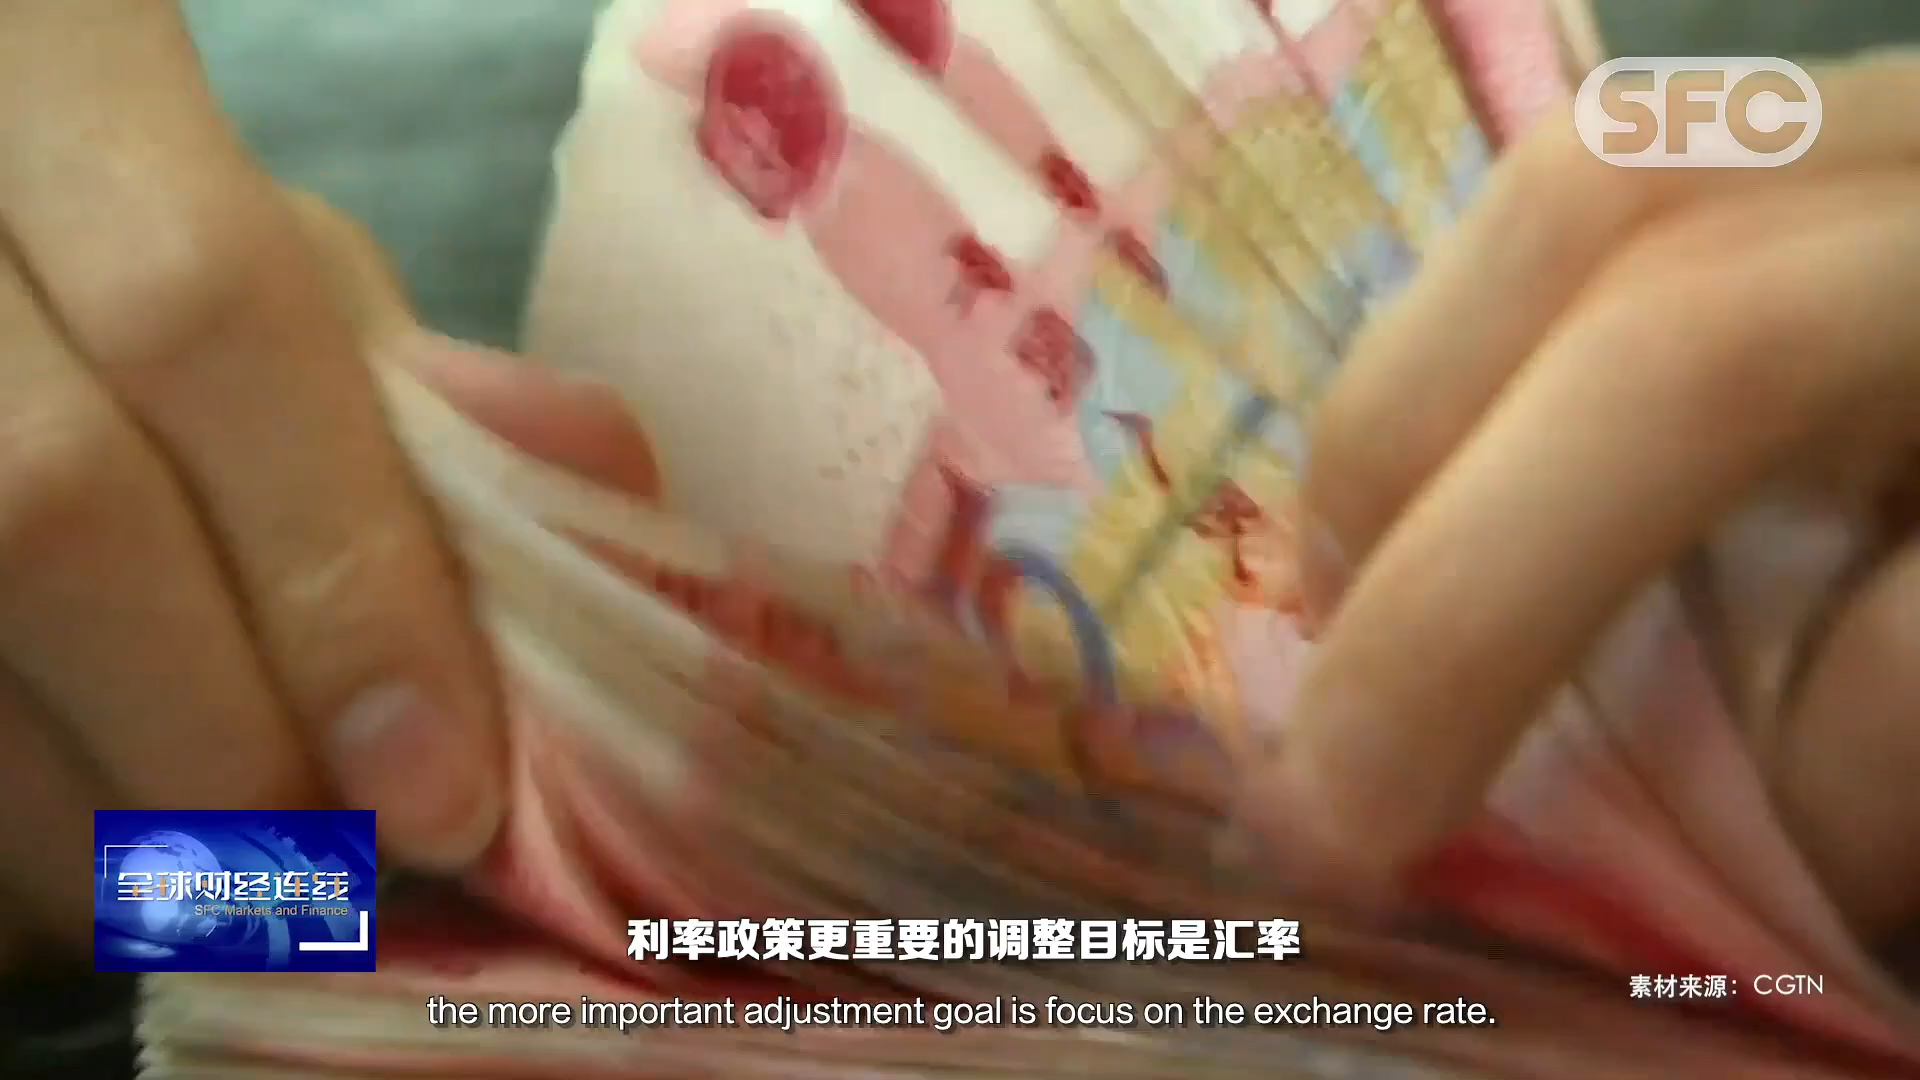 SFC
全球财经连线
SFC Markets and Finance
利率政策更重要的调整目标是汇率
the more important adjustment goal is focus on the exchange rate.
素材来源：CGTN